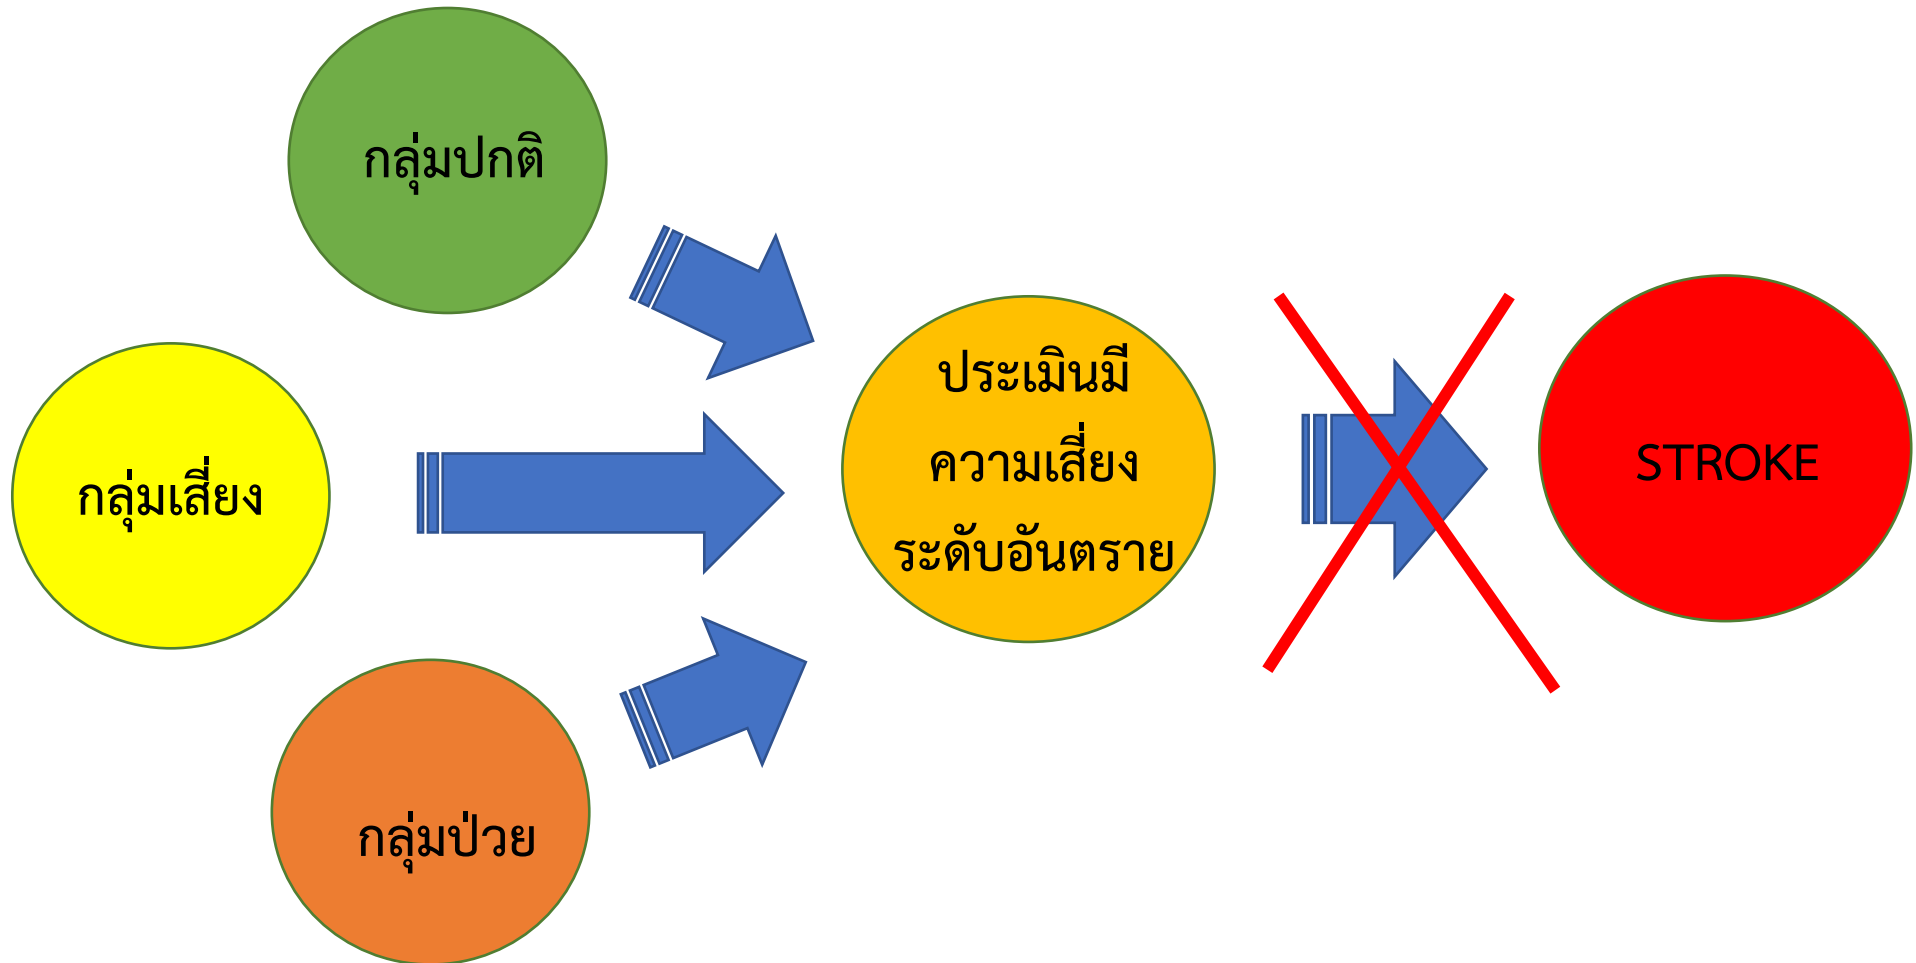 กลุ่มปกติ
กลุ่มเสี่ยง
กลุ่มป่วย
ประเมินมี
ความเสี่ยง
ระดับอันตราย
STROKE